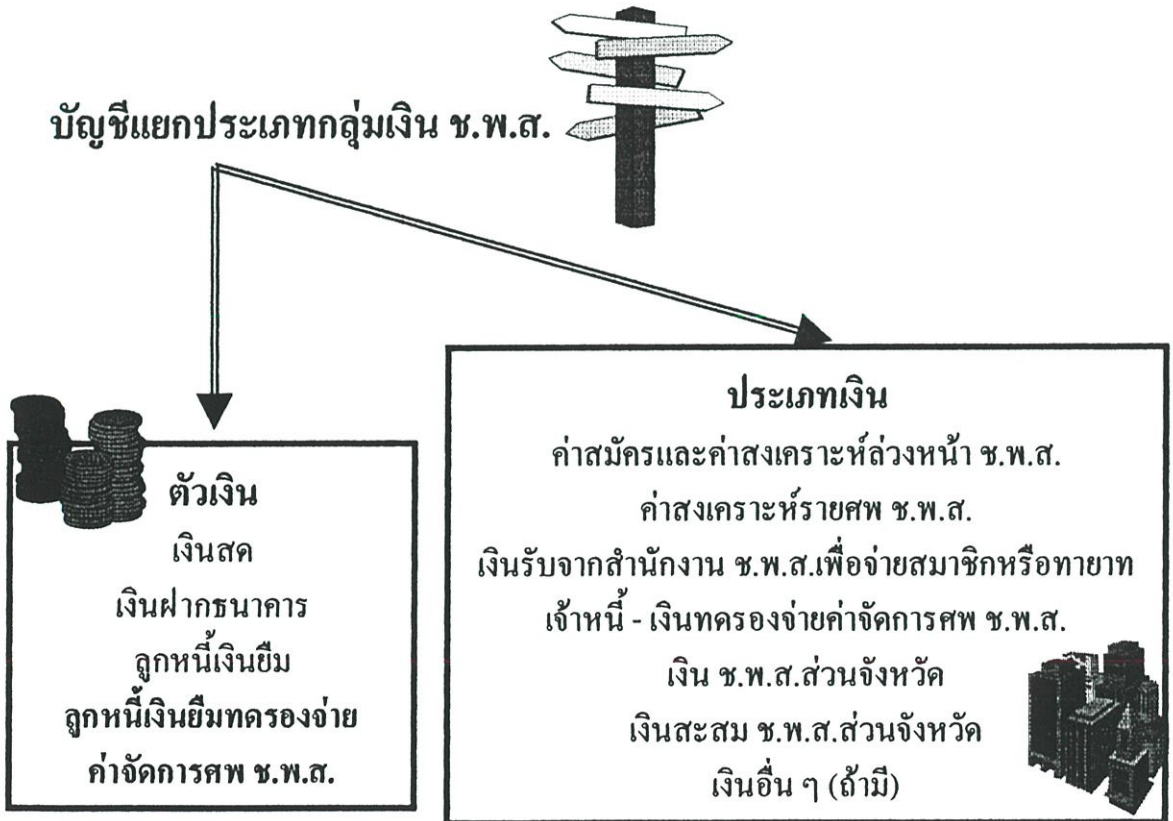 บัญชีแยกประเภทกลุ่มเงิน ช.พ.ส.
ตัวเงิน
เงินสด
เงินฝากธนาคาร
ลูกหนี้เงินยืม
ลูกหนี้เงินยืมทดรองจ่าย
ค่าจัดการศพ ช.พ.ส.
ประเภทเงิน
ค่าสมัครและค่าสงเคราะห์ล่วงหน้า ช.พ.ส.
ค่าสงเคราะห์รายศพ ช.พ.ส.
เงินรับจากสำนักงาน ช.พ.ส.เพื่อจ่ายสมาชิกหรือทายาท
เจ้าหนี้ - เงินทดรองจ่ายค่าจัดการศพ ช.พ.ส.
เงิน ช.พ.ส.ส่วนจังหวัด
เงินสะสม ช.พ.ส.ส่วนจังหวัด
เงินอื่น ๆ (ถ้ามี)